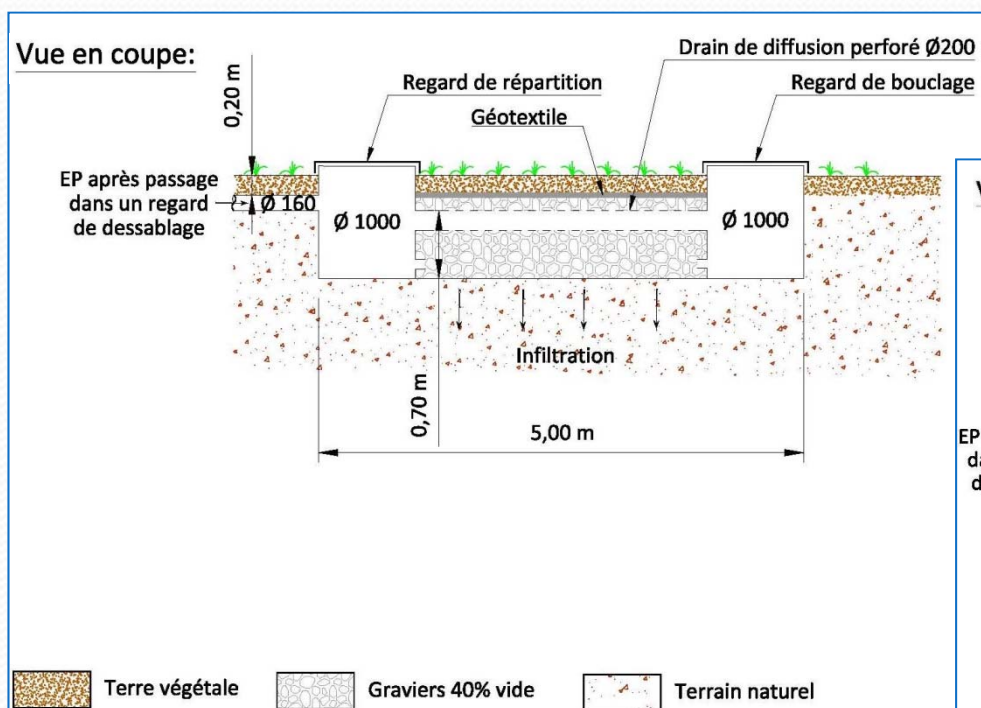 Vue en coupe:
Drain de diffusion perforé Ø200
Regard de répartition
Regard de bouclage
Géotextile
0,20 m
EP après passage
dans un regard
de dessablage
Ø 160
Ø 1000
Ø 1000
Infiltration
0,70 m
5,00 m
V
EP
da
d
Terre végétale
Graviers 40% vide
Terrain naturel